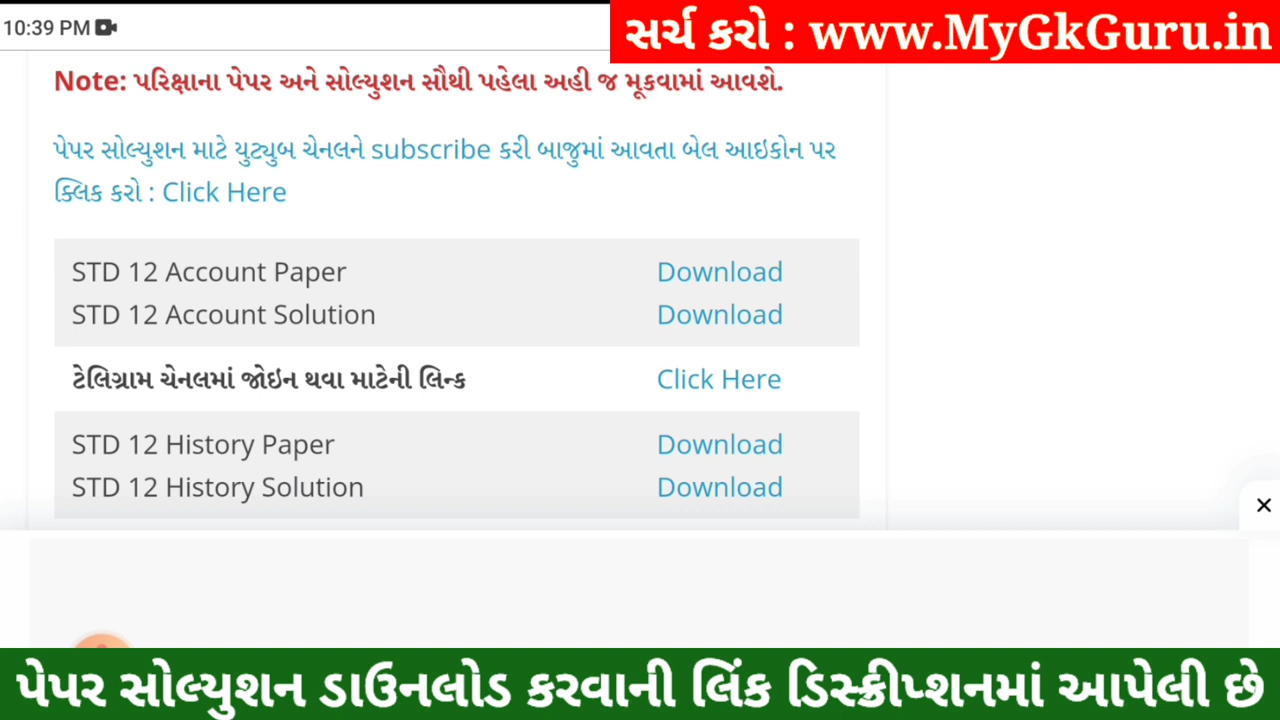 10:39 PM
સર્ચ કરો : www.MyGkGuru.in
Note: પરિક્ષાના પેપર અને સોલ્યુશન સૌથી પહેલા અહી જ મૂકવામાં આવશે.
પેપર સોલ્યુશન માટે યુટ્યુબ ચેનલને subscribe કરી બાજુમાં આવતા બેલ આઇકોન પર
ક્લિક કરો : Click Here
STD 12 Account Paper Download
STD 12 Account Solution Download
ટેલિગ્રામ ચેનલમાં જોઇન થવા માટેની લિન્ક Click Here
STD 12 History Paper Download
STD 12 History Solution Download
પેપર સોલ્યુશન ડાઉનલોડ કરવાની લિંક ડિસ્ક્રીપ્શનમાં આપેલી છે